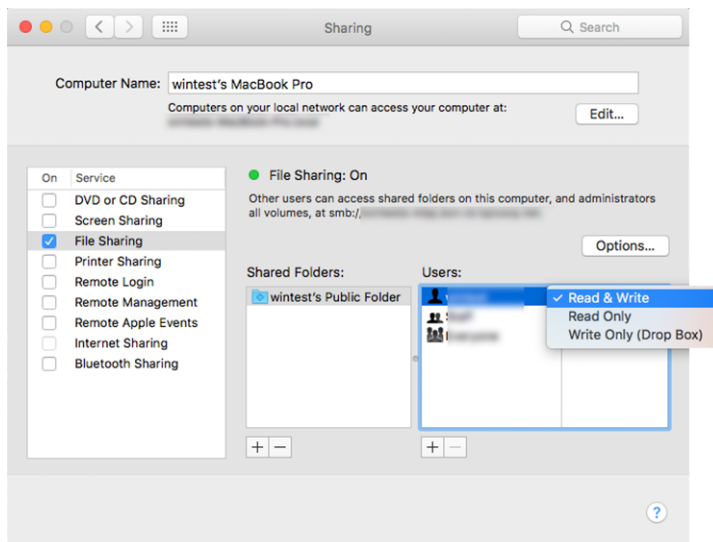 Sharing
Search
Computer Name: wintest's MacBook Pro
Computers on your local network can access your computer at:
Edit...
On Service
DVD or CD Sharing
Screen Sharing
File Sharing
Printer Sharing
Remote Login
Remote Management
Remote Apple Events
Internet Sharing
Bluetooth Sharing
File Sharing: On
Other users can access shared folders on this computer, and administrators
all volumes, at smb:/
Options...
Shared Folders:
wintest's Public Folder
+ −
Users:
Read & Write
Read Only
Write Only (Drop Box)
+ −
?